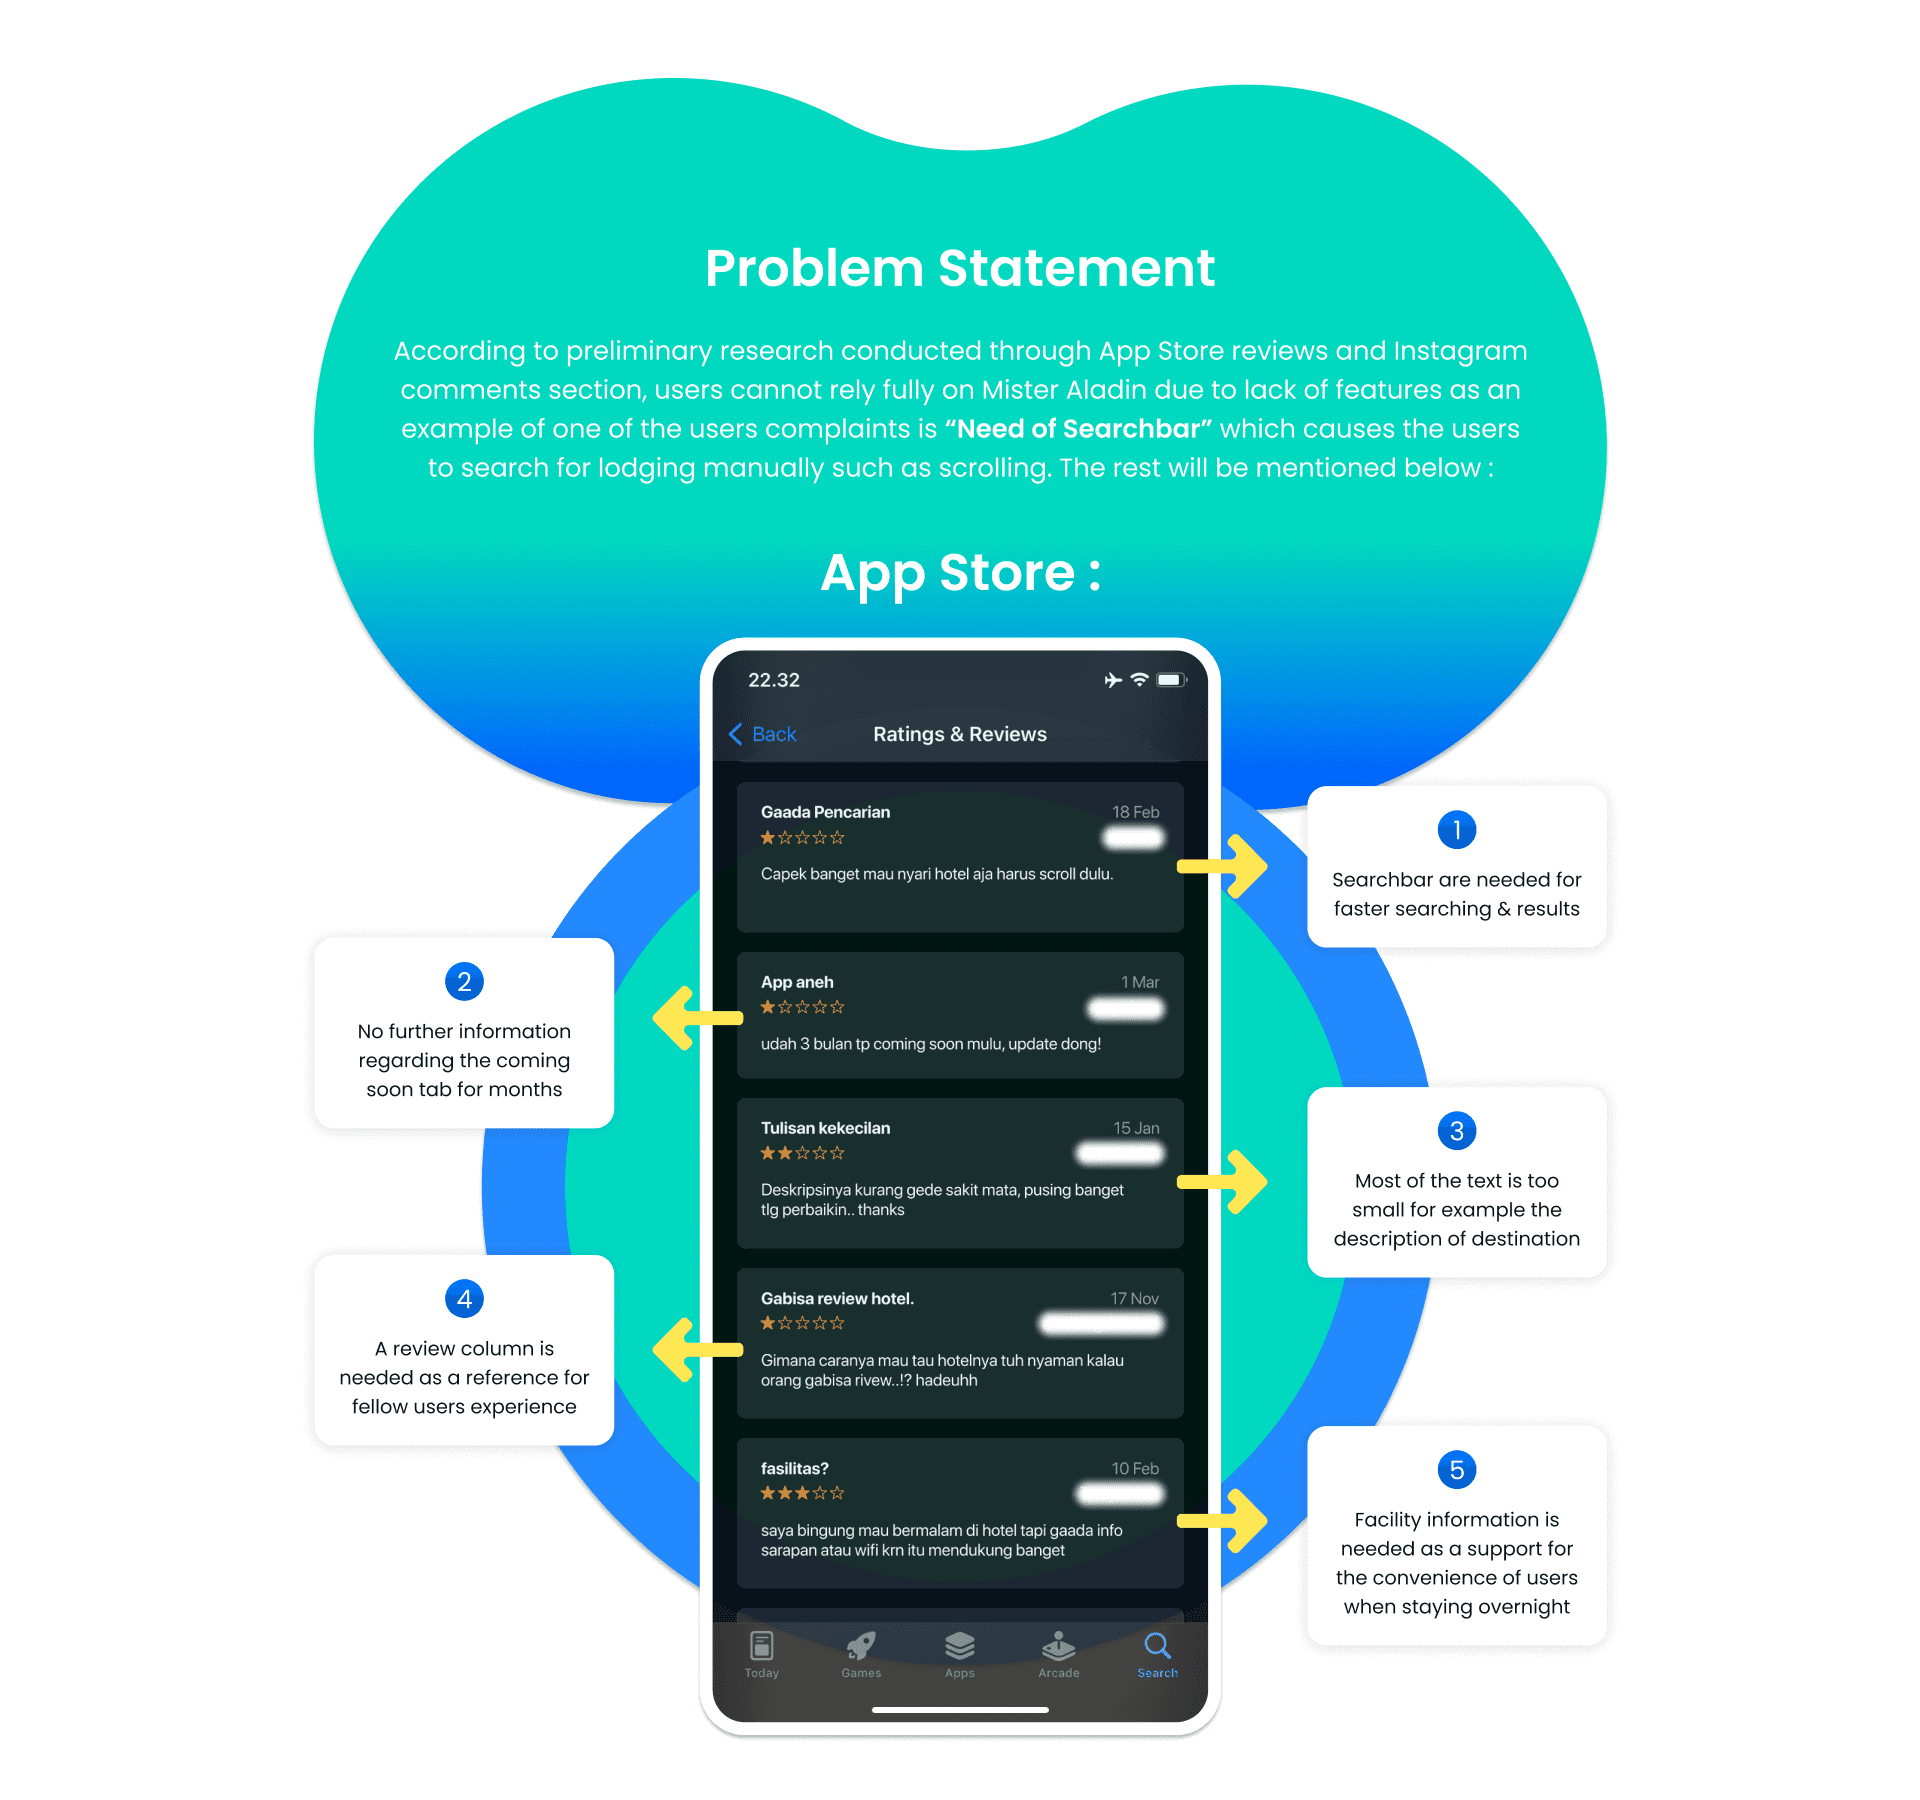 Problem Statement
According to preliminary research conducted through App Store reviews and Instagram
comments section, users cannot rely fully on Mister Aladin due to lack of features as an
example of one of the users complaints is “Need of Searchbar” which causes the users
to search for lodging manually such as scrolling. The rest will be mentioned below :
App Store :
22.32
Back
Ratings & Reviews
Gaada Pencarian
18 Feb
Capek banget mau nyari hotel aja harus scroll dulu.
1
Searchbar are needed for
faster searching & results
App aneh
1 Mar
udah 3 bulan tp coming soon mulu, update dong!
2
No further information
regarding the coming
soon tab for months
Tulisan kekecilan
15 Jan
Deskripsinya kurang gede sakit mata, pusing banget
tlg perbaikin.. thanks
3
Most of the text is too
small for example the
description of destination
Gabisa review hotel.
17 Nov
Gimana caranya mau tau hotelnya tuh nyaman kalau
orang gabisa rivew..!? hadeuhh
4
A review column is
needed as a reference for
fellow users experience
fasilitas?
10 Feb
saya bingung mau bermalam di hotel tapi gaada info
sarapan atau wifi krn itu mendukung banget
5
Facility information is
needed as a support for
the convenience of users
when staying overnight
Today
Games
Apps
Arcade
Search